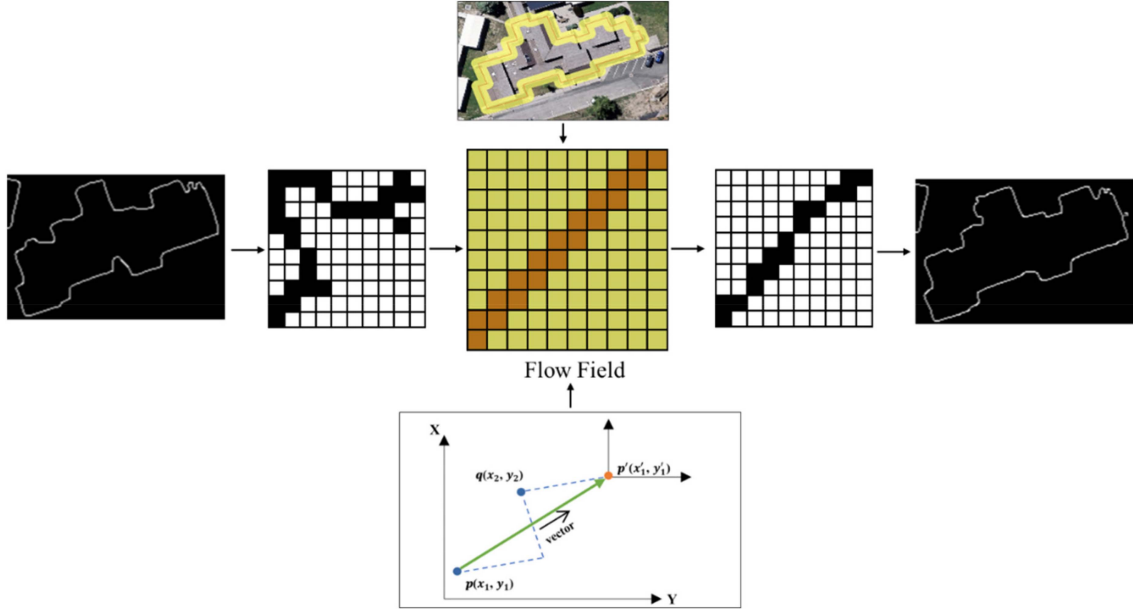 Flow Field
X
p'(x'₁, y'₁)
q(x₂, y₂)
vector
p(x₁, y₁)
Y